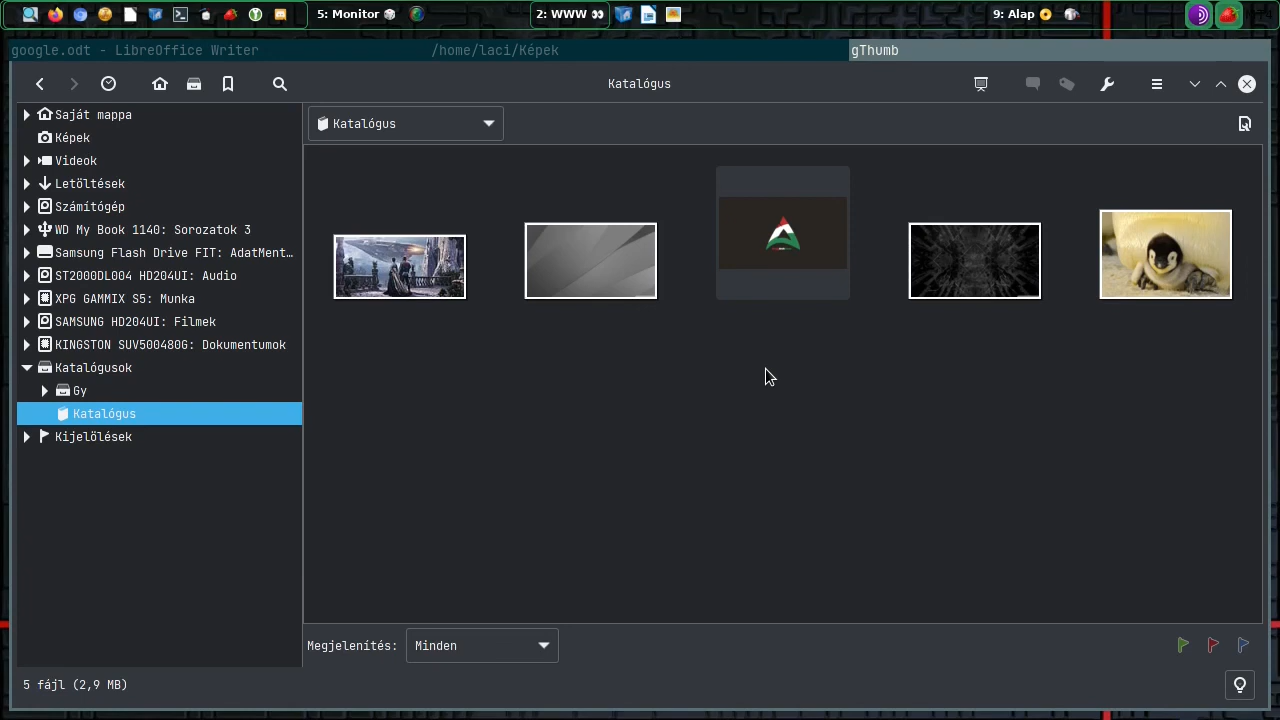 5: Monitor
2: WWW
9: Alap
google.odt - LibreOffice Writer
/home/laci/Képek
gThumb
Katalógus
Saját mappa
Képek
Videok
Letöltések
Számítógép
WD My Book 1140: Sorozatok 3
Samsung Flash Drive FIT: AdatMent…
ST2000DL004 HD204UI: Audio
XPG GAMMIX S5: Munka
SAMSUNG HD204UI: Filmek
KINGSTON SUV500480G: Dokumentumok
Katalógusok
Gy
Katalógus
Kijelölések
Katalógus
Megjelenítés:
Minden
5 fájl (2,9 MB)